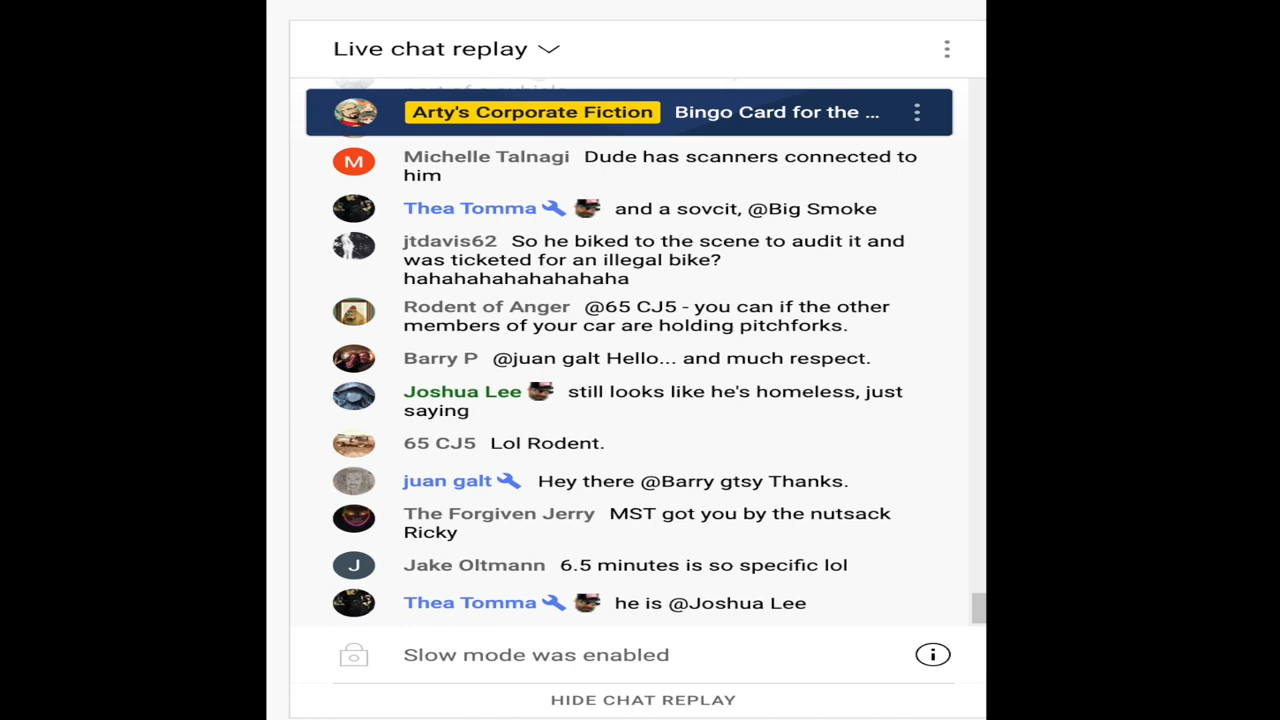 Live chat replay
Arty's Corporate Fiction Bingo Card for the ...
Michelle Talnagi Dude has scanners connected to
him
Thea Tomma and a sovcit, @Big Smoke
jtdavis62 So he biked to the scene to audit it and
was ticketed for an illegal bike?
hahahahahahahahaha
Rodent of Anger @65 CJ5 - you can if the other
members of your car are holding pitchforks.
Barry P @juan galt Hello... and much respect.
Joshua Lee still looks like he's homeless, just
saying
65 CJ5 Lol Rodent.
juan galt Hey there @Barry gtsy Thanks.
The Forgiven Jerry MST got you by the nutsack
Ricky
J Jake Oltmann 6.5 minutes is so specific lol
Thea Tomma he is @Joshua Lee
Slow mode was enabled
HIDE CHAT REPLAY